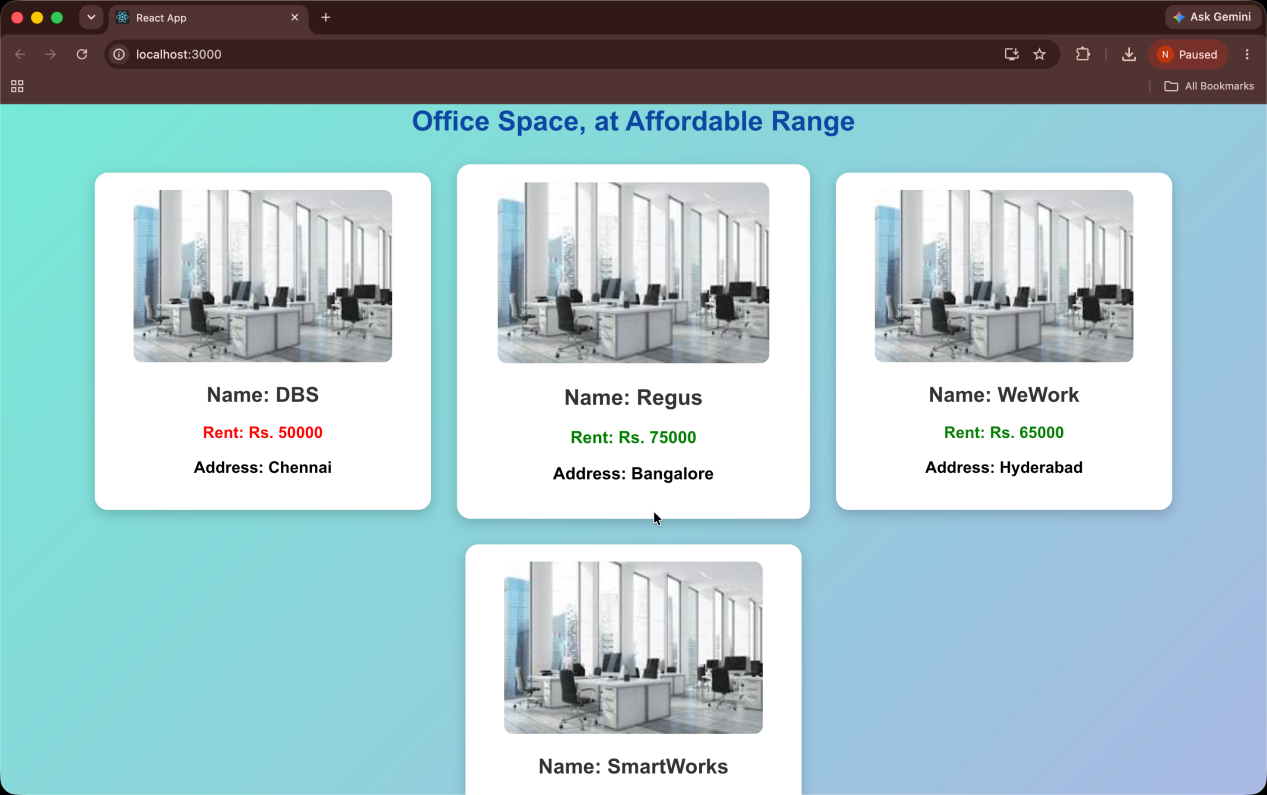 React App
Ask Gemini
localhost:3000
N Paused
All Bookmarks
Office Space, at Affordable Range
Name: DBS
Rent: Rs. 50000
Address: Chennai
Name: Regus
Rent: Rs. 75000
Address: Bangalore
Name: WeWork
Rent: Rs. 65000
Address: Hyderabad
Name: SmartWorks